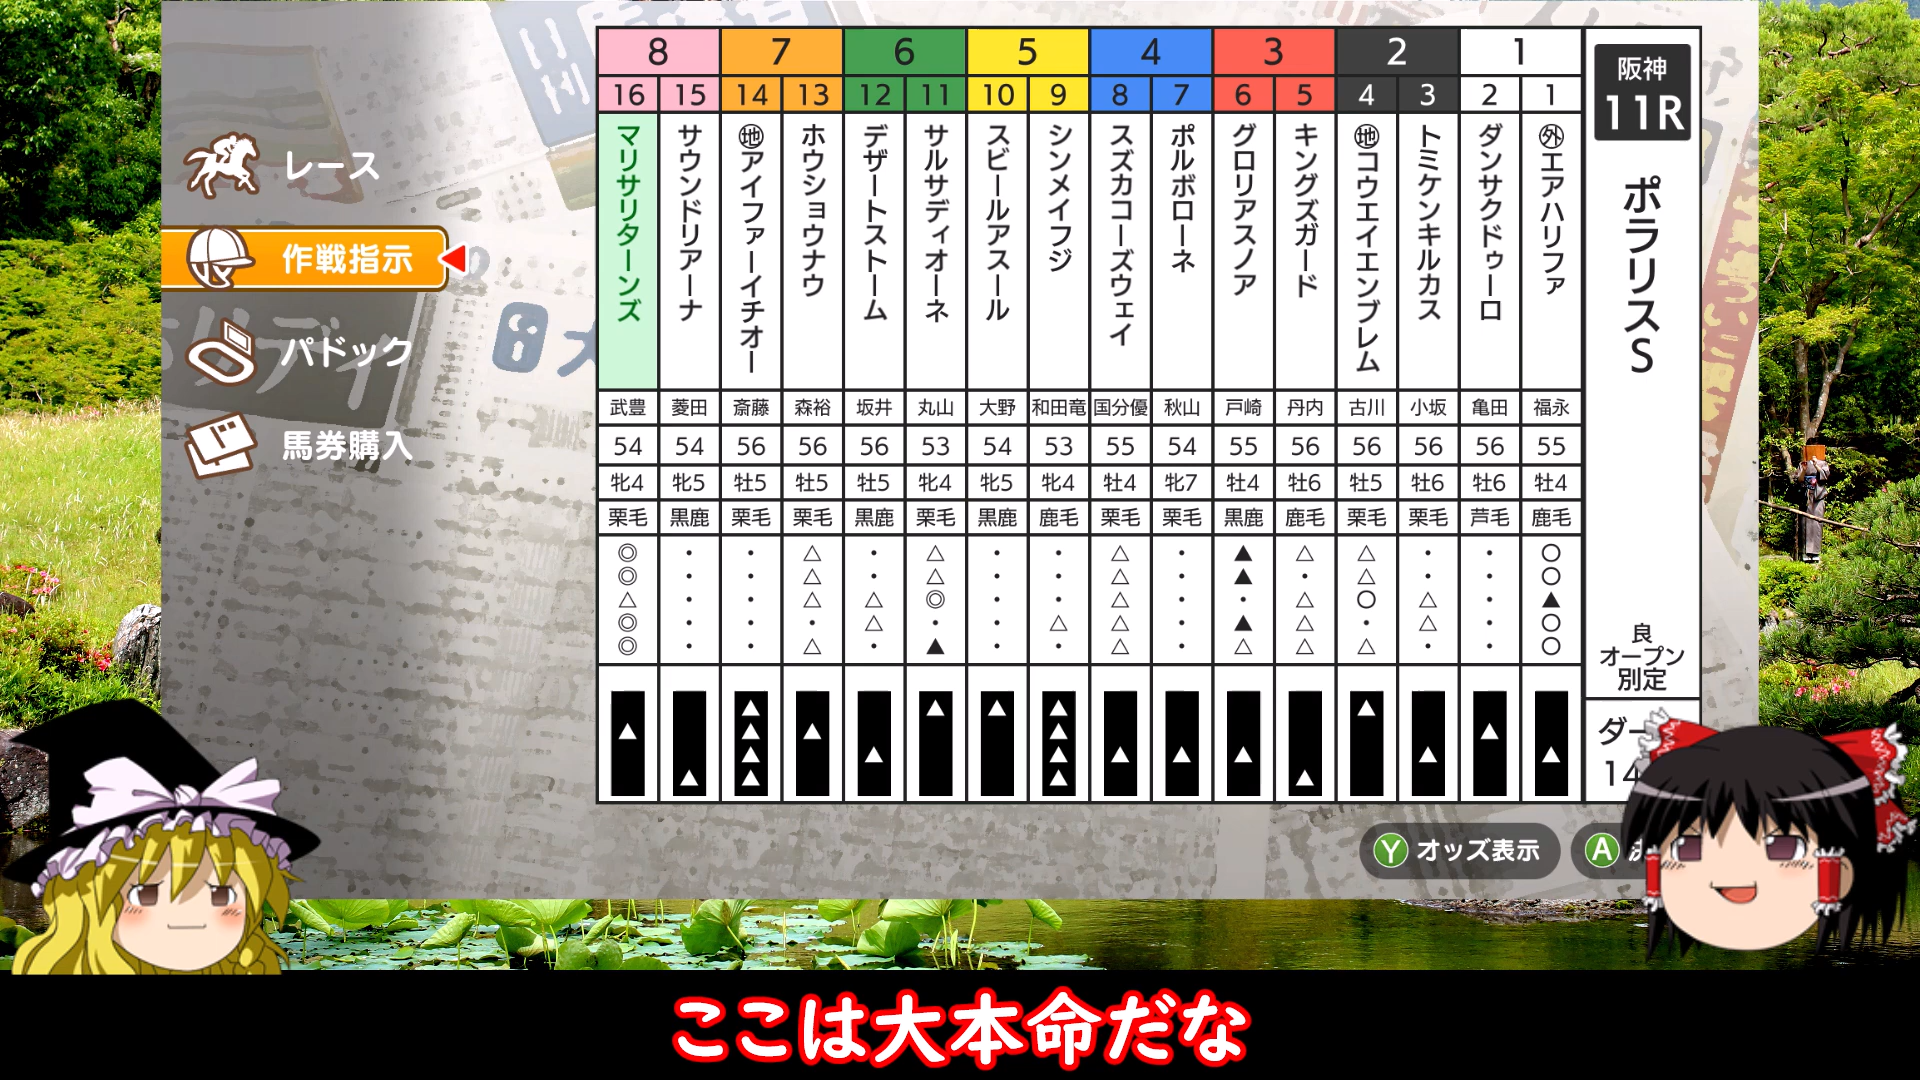 レース
作戦指示
パドック
馬券購入
8 7 6 5 4 3 2 1
16 15 14 13 12 11 10 9 8 7 6 5 4 3 2 1
阪神
11R
ポラリスS
良
オープン
別定
ダー
14
㊕エアハリファ
ダンサクドゥーロ
トミケンキルカス
地コウエイエンブレム
キングズガード
グロリアスノア
ポルボローネ
スズカコーズウェイ
シンメイフジ
スビールアスール
サルサディオーネ
デザートストーム
ホウショウナウ
地アイファーイチオー
サウンドリアーナ
マリサリターンズ
武豊 菱田 斎藤 森裕 坂井 丸山 大野 和田竜 国分優 秋山 戸崎 丹内 古川 小坂 亀田 福永
54 54 56 56 56 53 54 53 55 54 55 56 56 56 56 55
牝4 牝5 牡5 牡5 牡5 牝4 牝5 牝4 牡4 牝7 牡4 牡6 牡5 牡6 牡6 牡4
栗毛 黒鹿 栗毛 栗毛 黒鹿 栗毛 黒鹿 鹿毛 栗毛 栗毛 黒鹿 鹿毛 栗毛 栗毛 芦毛 鹿毛
◎ ・ ・ △ ・ △ ・ ・ △ ・ ▲ △ △ ・ ・ ○
◎ ・ ・ △ ・ △ ・ ・ △ ・ ▲ ・ △ ・ ・ ○
△ ・ ・ △ △ ◎ ・ ・ △ ・ ・ △ ○ △ ・ ▲
◎ ・ ・ ・ △ ・ ・ △ △ ・ ▲ △ ・ △ ・ ○
◎ ・ ・ △ ・ ▲ ・ ・ △ ・ △ △ △ ・ ・ ○
Y オッズ表示
A
ここは大本命だな